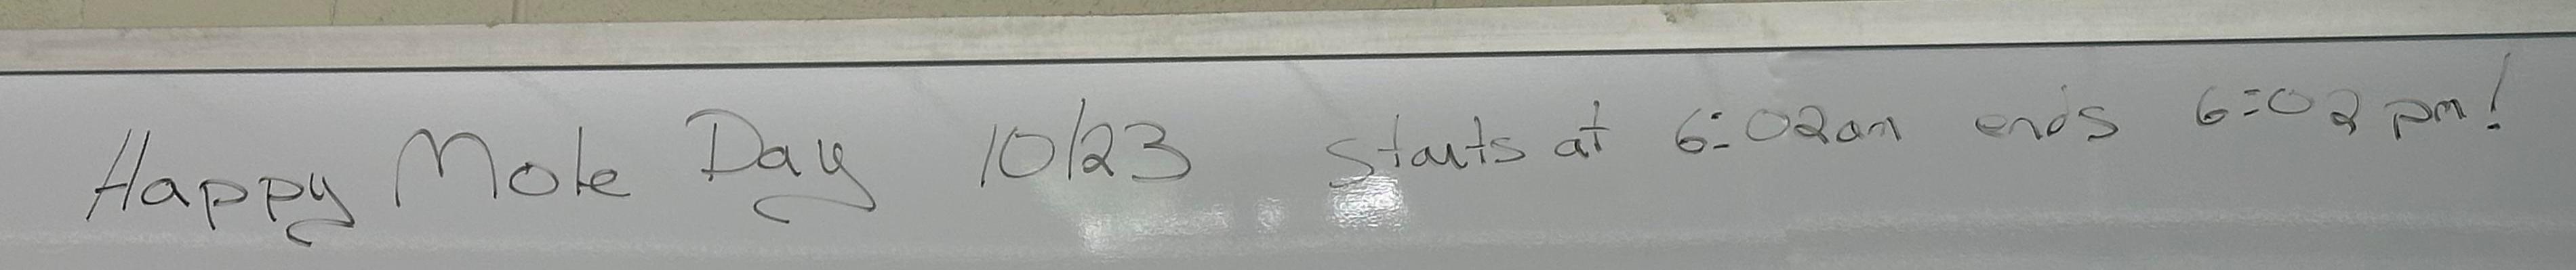 Happy Mole Day 10/23 starts at 6:02am ends 6:02pm!